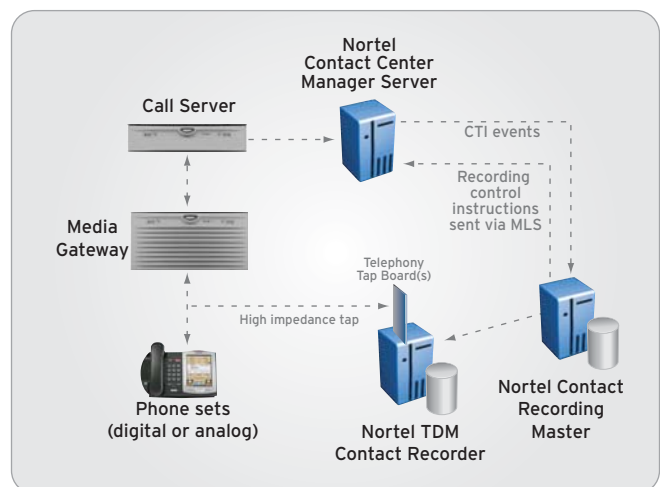 Nortel
Contact Center
Manager Server
Call Server
CTI events
Recording
control
instructions
sent via MLS
Media
Gateway
Telephony
Tap Board(s)
High impedance tap
Phone sets
(digital or analog)
Nortel TDM
Contact Recorder
Nortel Contact
Recording
Master